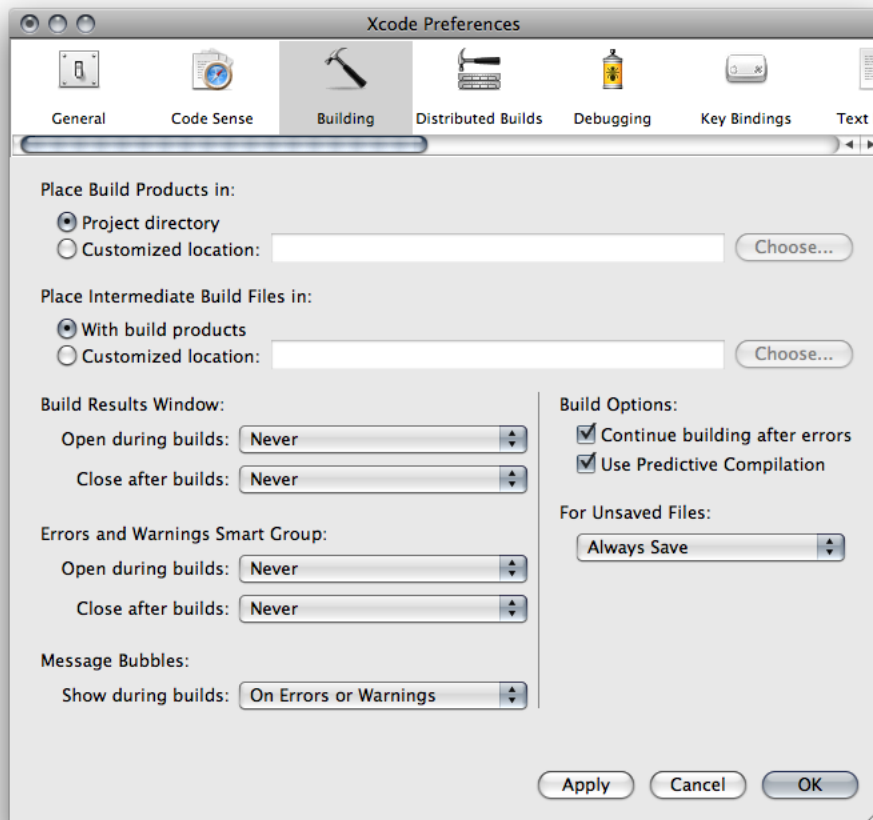 Xcode Preferences
General Code Sense Building Distributed Builds Debugging Key Bindings Text
Place Build Products in:
Project directory
Customized location: Choose...
Place Intermediate Build Files in:
With build products
Customized location: Choose...
Build Results Window:
Open during builds: Never
Close after builds: Never
Errors and Warnings Smart Group:
Open during builds: Never
Close after builds: Never
Message Bubbles:
Show during builds: On Errors or Warnings
Build Options:
Continue building after errors
Use Predictive Compilation
For Unsaved Files:
Always Save
Apply Cancel OK